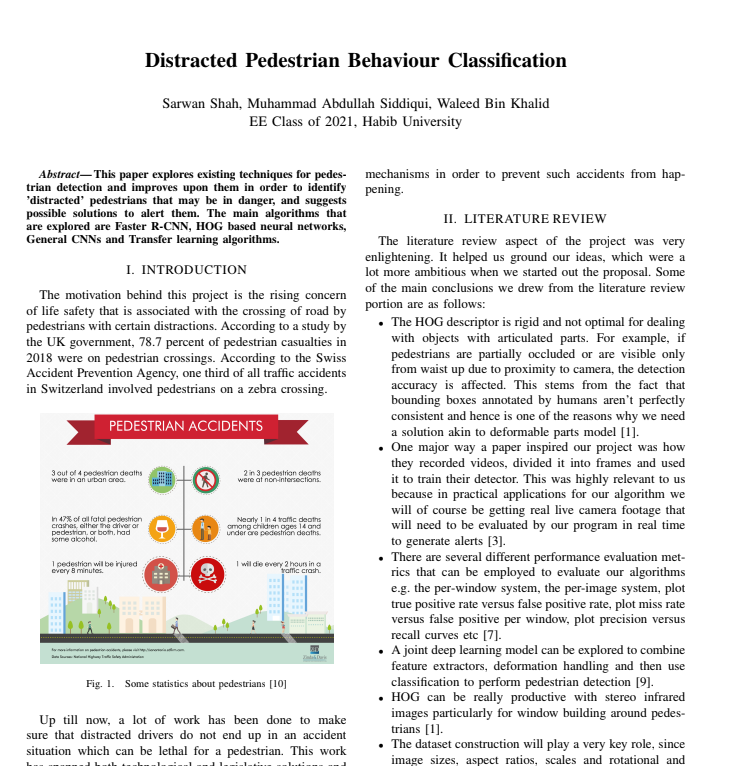 Distracted Pedestrian Behaviour Classification
Sarwan Shah, Muhammad Abdullah Siddiqui, Waleed Bin Khalid
EE Class of 2021, Habib University
Abstract— This paper explores existing techniques for pedes-
trian detection and improves upon them in order to identify
'distracted' pedestrians that may be in danger, and suggests
possible solutions to alert them. The main algorithms that
are explored are Faster R-CNN, HOG based neural networks,
General CNNs and Transfer learning algorithms.
I. INTRODUCTION
The motivation behind this project is the rising concern
of life safety that is associated with the crossing of road by
pedestrians with certain distractions. According to a study by
the UK government, 78.7 percent of pedestrian casualties in
2018 were on pedestrian crossings. According to the Swiss
Accident Prevention Agency, one third of all traffic accidents
in Switzerland involved pedestrians on a zebra crossing.
PEDESTRIAN ACCIDENTS
3 out of 4 pedestrian deaths
were in an urban area.
2 in 3 pedestrian deaths
were at non-intersections.
In 47% of all fatal pedestrian
crashes, either the driver or
pedestrian, or both, had
some alcohol.
Nearly 1 in 4 traffic deaths
among children ages 14 and
under are pedestrian deaths.
1 pedestrian will be injured
every 8 minutes.
1 will die every 2 hours in a
traffic crash.
For more information on pedestrian accidents, please visit
Data Sources: National Highway Traffic Safety Administration
Fig. 1. Some statistics about pedestrians [10]
Up till now, a lot of work has been done to make
sure that distracted drivers do not end up in an accident
situation which can be lethal for a pedestrian. This work
has spanned both technological and legislative solutions and
mechanisms in order to prevent such accidents from hap-
pening.
II. LITERATURE REVIEW
The literature review aspect of the project was very
enlightening. It helped us ground our ideas, which were a
lot more ambitious when we started out the proposal. Some
of the main conclusions we drew from the literature review
portion are as follows:
• The HOG descriptor is rigid and not optimal for dealing
with objects with articulated parts. For example, if
pedestrians are partially occluded or are visible only
from waist up due to proximity to camera, the detection
accuracy is affected. This stems from the fact that
bounding boxes annotated by humans aren't perfectly
consistent and hence is one of the reasons why we need
a solution akin to deformable parts model [1].
• One major way a paper inspired our project was how
they recorded videos, divided it into frames and used
it to train their detector. This was highly relevant to us
because in practical applications for our algorithm we
will of course be getting real live camera footage that
will need to be evaluated by our program in real time
to generate alerts [3].
• There are several different performance evaluation met-
rics that can be employed to evaluate our algorithms
e.g. the per-window system, the per-image system, plot
true positive rate versus false positive rate, plot miss rate
versus false positive per window, plot precision versus
recall curves etc [7].
• A joint deep learning model can be explored to combine
feature extractors, deformation handling and then use
classification to perform pedestrian detection [9].
• HOG can be really productive with stereo infrared
images particularly for window building around pedes-
trians [1].
• The dataset construction will play a very key role, since
image sizes, aspect ratios, scales and rotational and